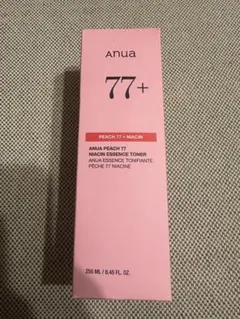 Anua
77+
PEACH 77 + NIACIN
ANUA PEACH 77
NIACIN ESSENCE TONER
ANUA ESSENCE TONIFIANTE
PÊCHE 77 NIACINE
250 ML / 8.45 FL. OZ.